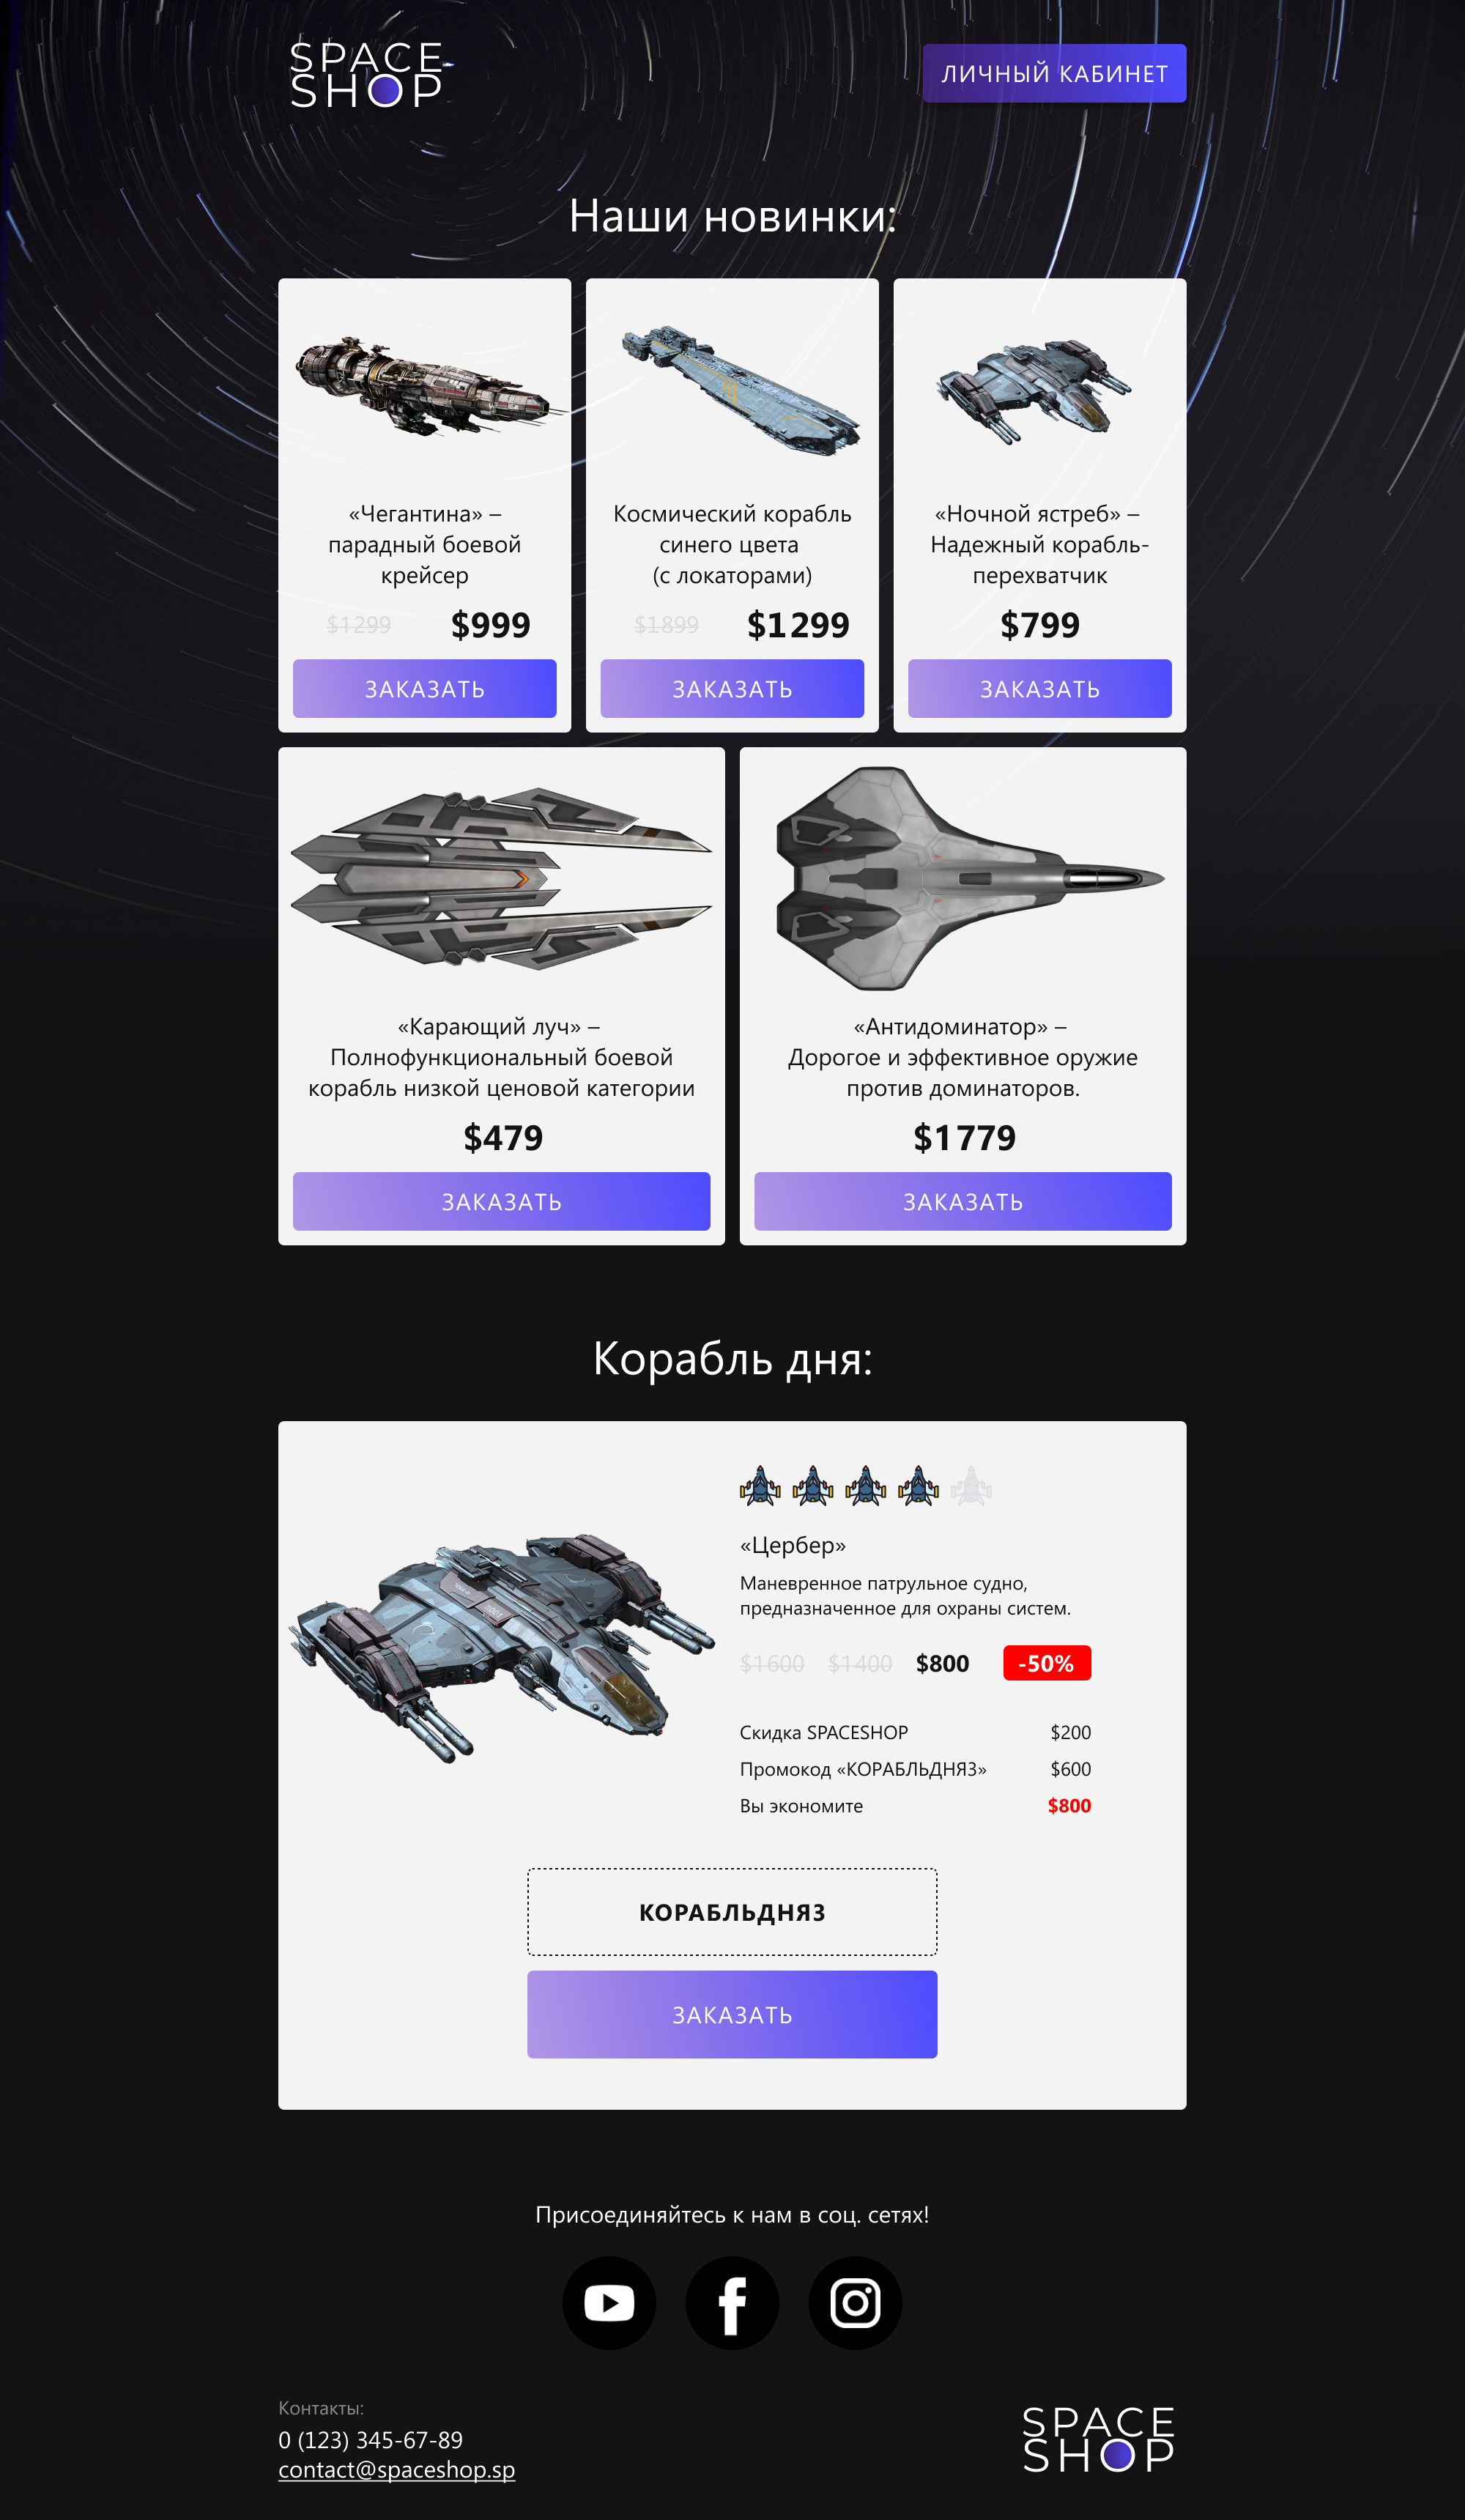 SPACE
SHOP
ЛИЧНЫЙ КАБИНЕТ
Наши новинки:
«Чегантина» –
парадный боевой
крейсер
$1299 $999
ЗАКАЗАТЬ
Космический корабль
синего цвета
(с локаторами)
$1899 $1299
ЗАКАЗАТЬ
«Ночной ястреб» –
Надежный корабль-
перехватчик
$799
ЗАКАЗАТЬ
«Карающий луч» –
Полнофункциональный боевой
корабль низкой ценовой категории
$479
ЗАКАЗАТЬ
«Антидоминатор» –
Дорогое и эффективное оружие
против доминаторов.
$1779
ЗАКАЗАТЬ
Корабль дня:
«Цербер»
Маневренное патрульное судно,
предназначенное для охраны систем.
$1600 $1400 $800 -50%
Скидка SPACESHOP $200
Промокод «КОРАБЛЬДНЯ3» $600
Вы экономите $800
КОРАБЛЬДНЯ3
ЗАКАЗАТЬ
Присоединяйтесь к нам в соц. сетях!
Контакты:
0 (123) 345-67-89
contact@spaceshop.sp
SPACE
SHOP